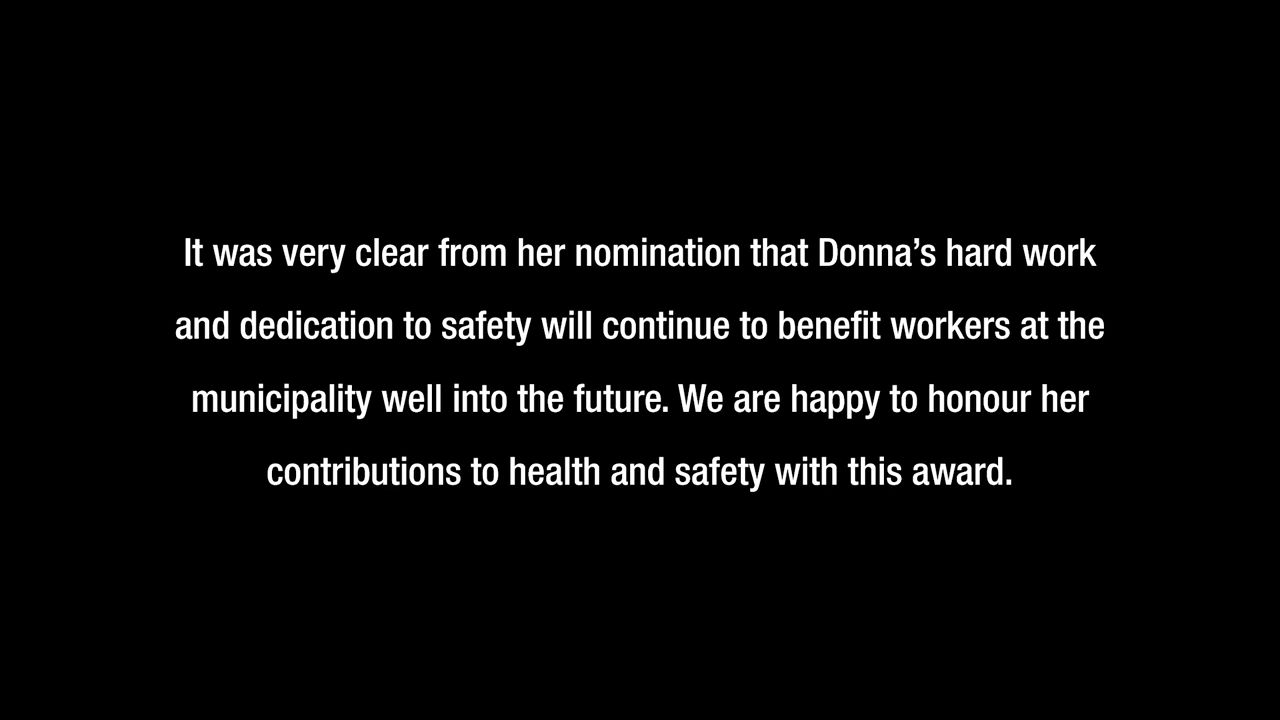 It was very clear from her nomination that Donna’s hard work
and dedication to safety will continue to benefit workers at the
municipality well into the future. We are happy to honour her
contributions to health and safety with this award.